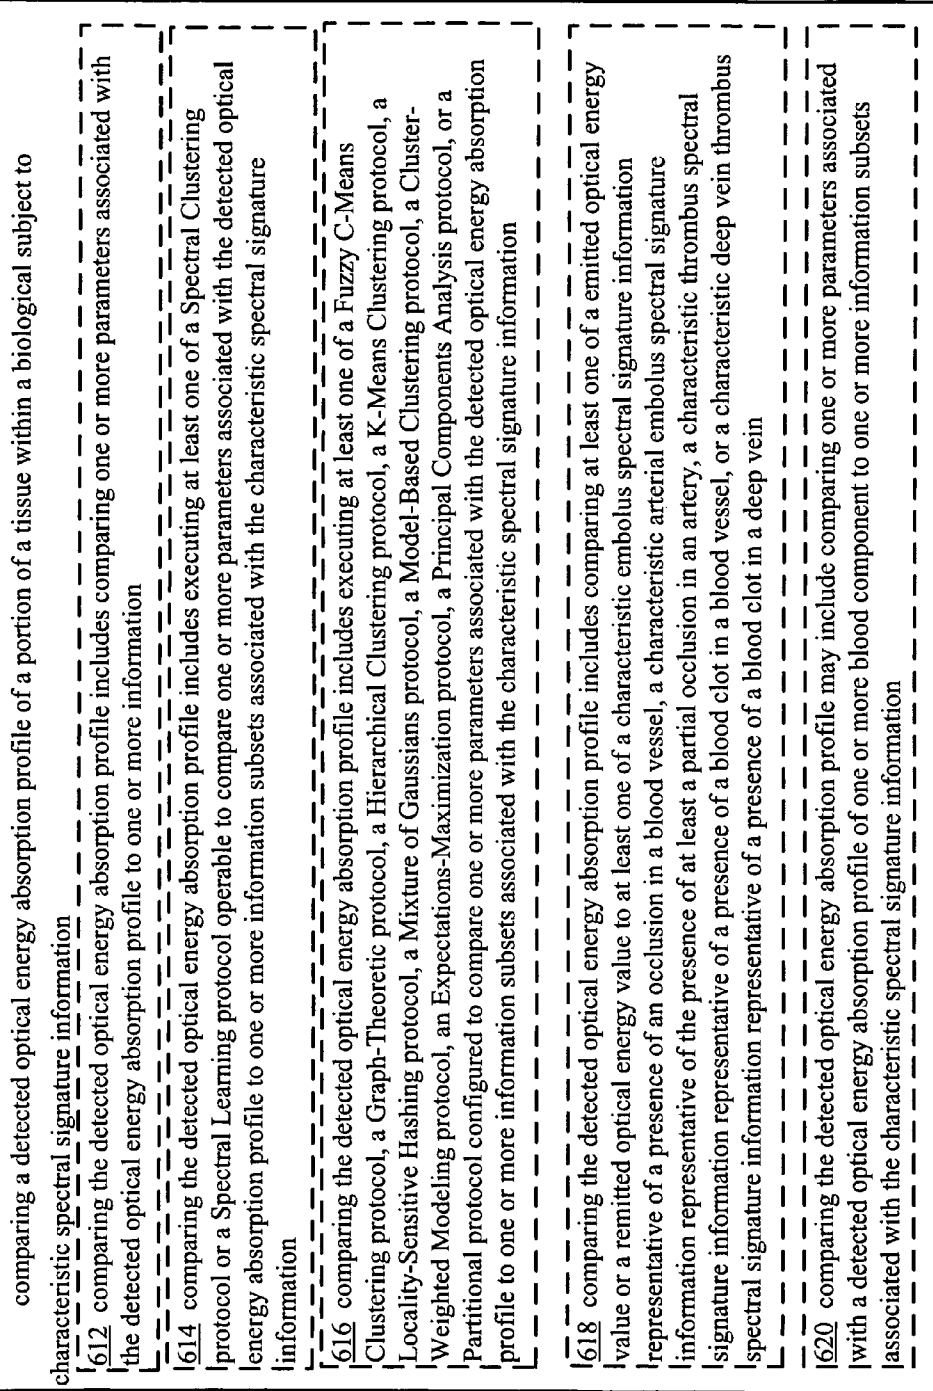 comparing a detected optical energy absorption profile of a portion of a tissue within a biological subject to
characteristic spectral signature information
612 comparing the detected optical energy absorption profile includes comparing one or more parameters associated with
the detected optical energy absorption profile to one or more information
614 comparing the detected optical energy absorption profile includes executing at least one of a Spectral Clustering
protocol or a Spectral Learning protocol operable to compare one or more parameters associated with the detected optical
energy absorption profile to one or more information subsets associated with the characteristic spectral signature
information
616 comparing the detected optical energy absorption profile includes executing at least one of a Fuzzy C-Means
Clustering protocol, a Graph-Theoretic protocol, a Hierarchical Clustering protocol, a K-Means Clustering protocol, a
Locality-Sensitive Hashing protocol, a Mixture of Gaussians protocol, a Model-Based Clustering protocol, a Cluster-
Weighted Modeling protocol, an Expectations-Maximization protocol, a Principal Components Analysis protocol, or a
Partitional protocol configured to compare one or more parameters associated with the detected optical energy absorption
profile to one or more information subsets associated with the characteristic spectral signature information
618 comparing the detected optical energy absorption profile includes comparing at least one of a emitted optical energy
value or a remitted optical energy value to at least one of a characteristic embolus spectral signature information
representative of a presence of an occlusion in a blood vessel, a characteristic arterial embolus spectral signature
information representative of the presence of at least a partial occlusion in an artery, a characteristic thrombus spectral
signature information representative of a presence of a blood clot in a blood vessel, or a characteristic deep vein thrombus
spectral signature information representative of a presence of a blood clot in a deep vein
620 comparing the detected optical energy absorption profile may include comparing one or more parameters associated
with a detected optical energy absorption profile of one or more blood component to one or more information subsets
associated with the characteristic spectral signature information